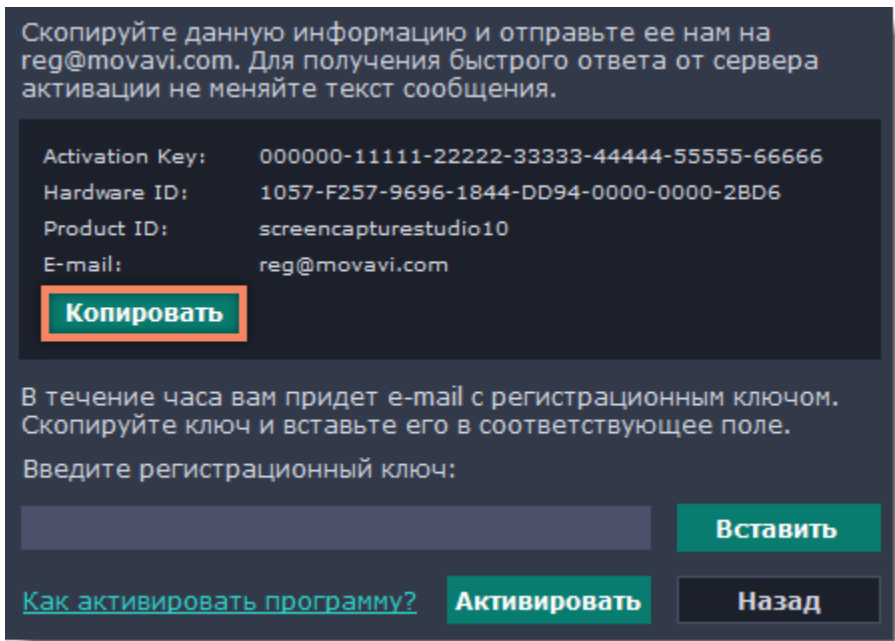 Скопируйте данную информацию и отправьте ее нам на
reg@movavi.com. Для получения быстрого ответа от сервера
активации не меняйте текст сообщения.
Activation Key: 000000-11111-22222-33333-44444-55555-66666
Hardware ID: 1057-F257-9696-1844-DD94-0000-0000-2BD6
Product ID: screencapturestudio10
E-mail: reg@movavi.com
Копировать
В течение часа вам придет e-mail с регистрационным ключом.
Скопируйте ключ и вставьте его в соответствующее поле.
Введите регистрационный ключ:
Вставить
Как активировать программу? Активировать Назад